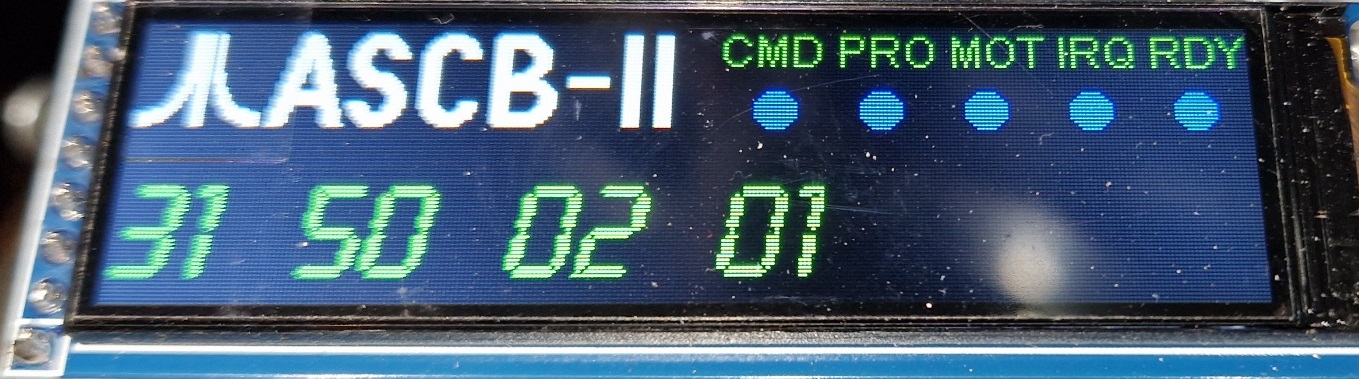 ASCB-II CMD PRO MOT IRQ RDY
31 50 02 01